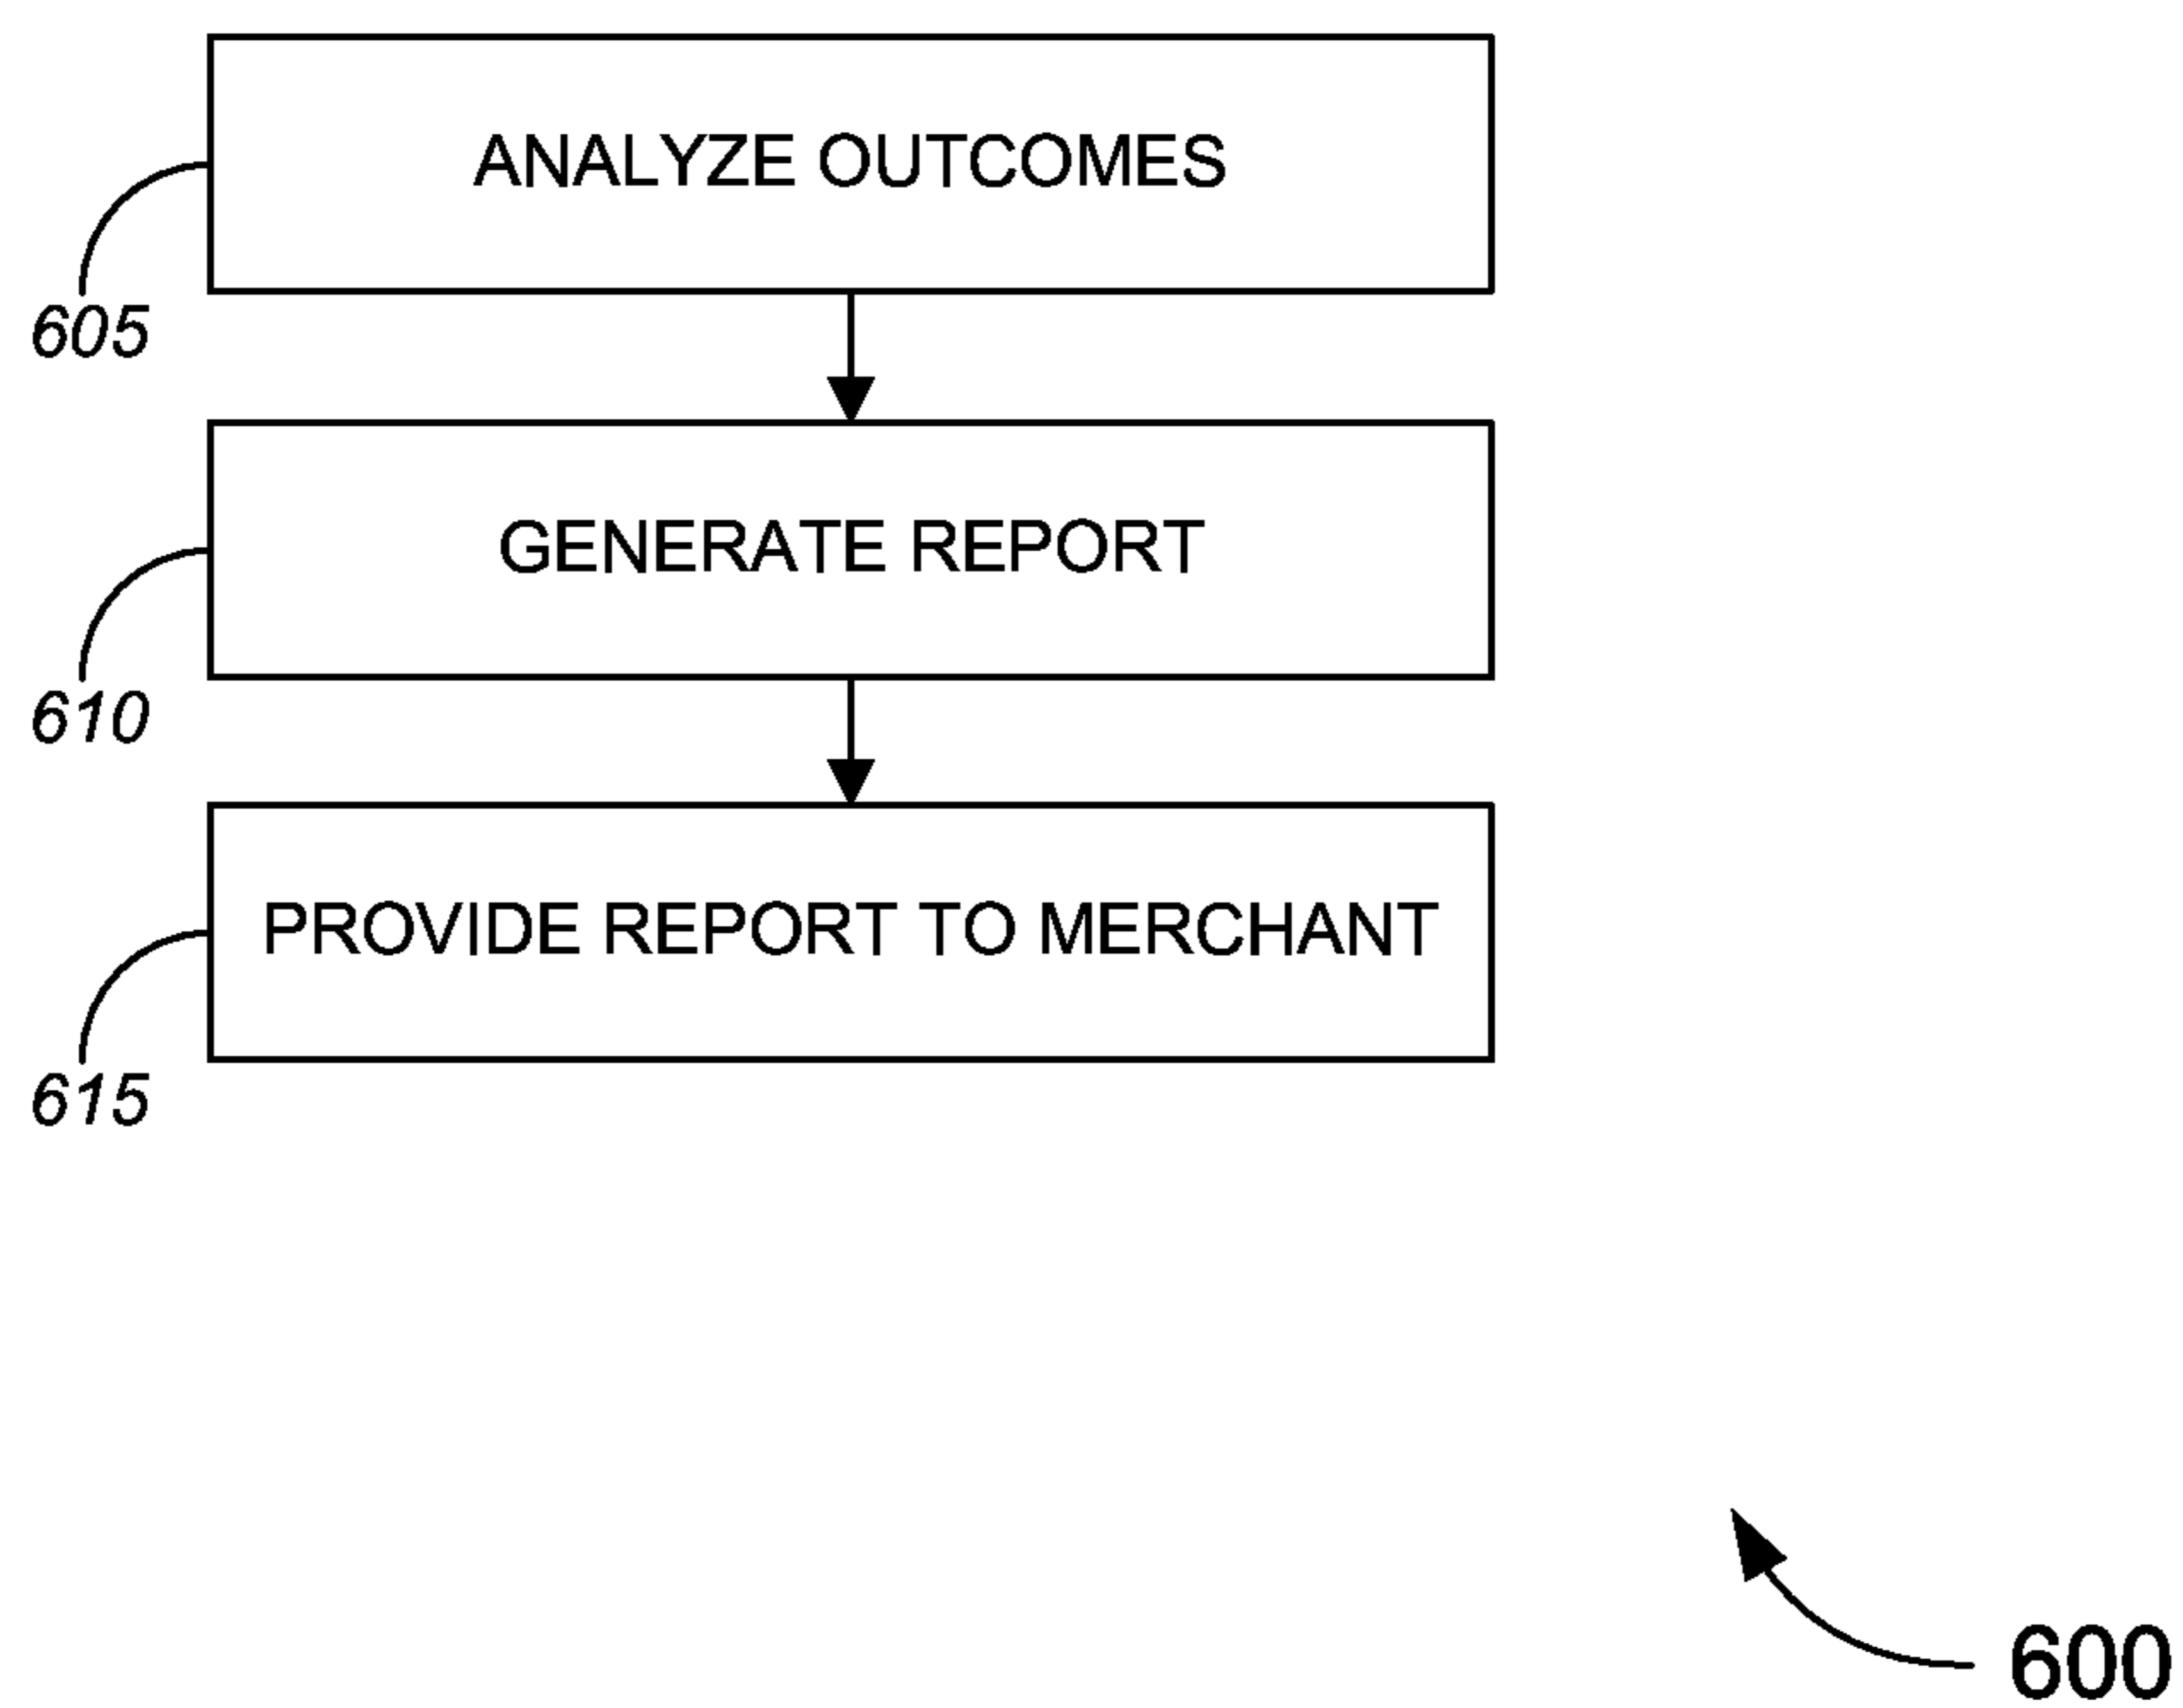 ANALYZE OUTCOMES
605
GENERATE REPORT
610
PROVIDE REPORT TO MERCHANT
615
600